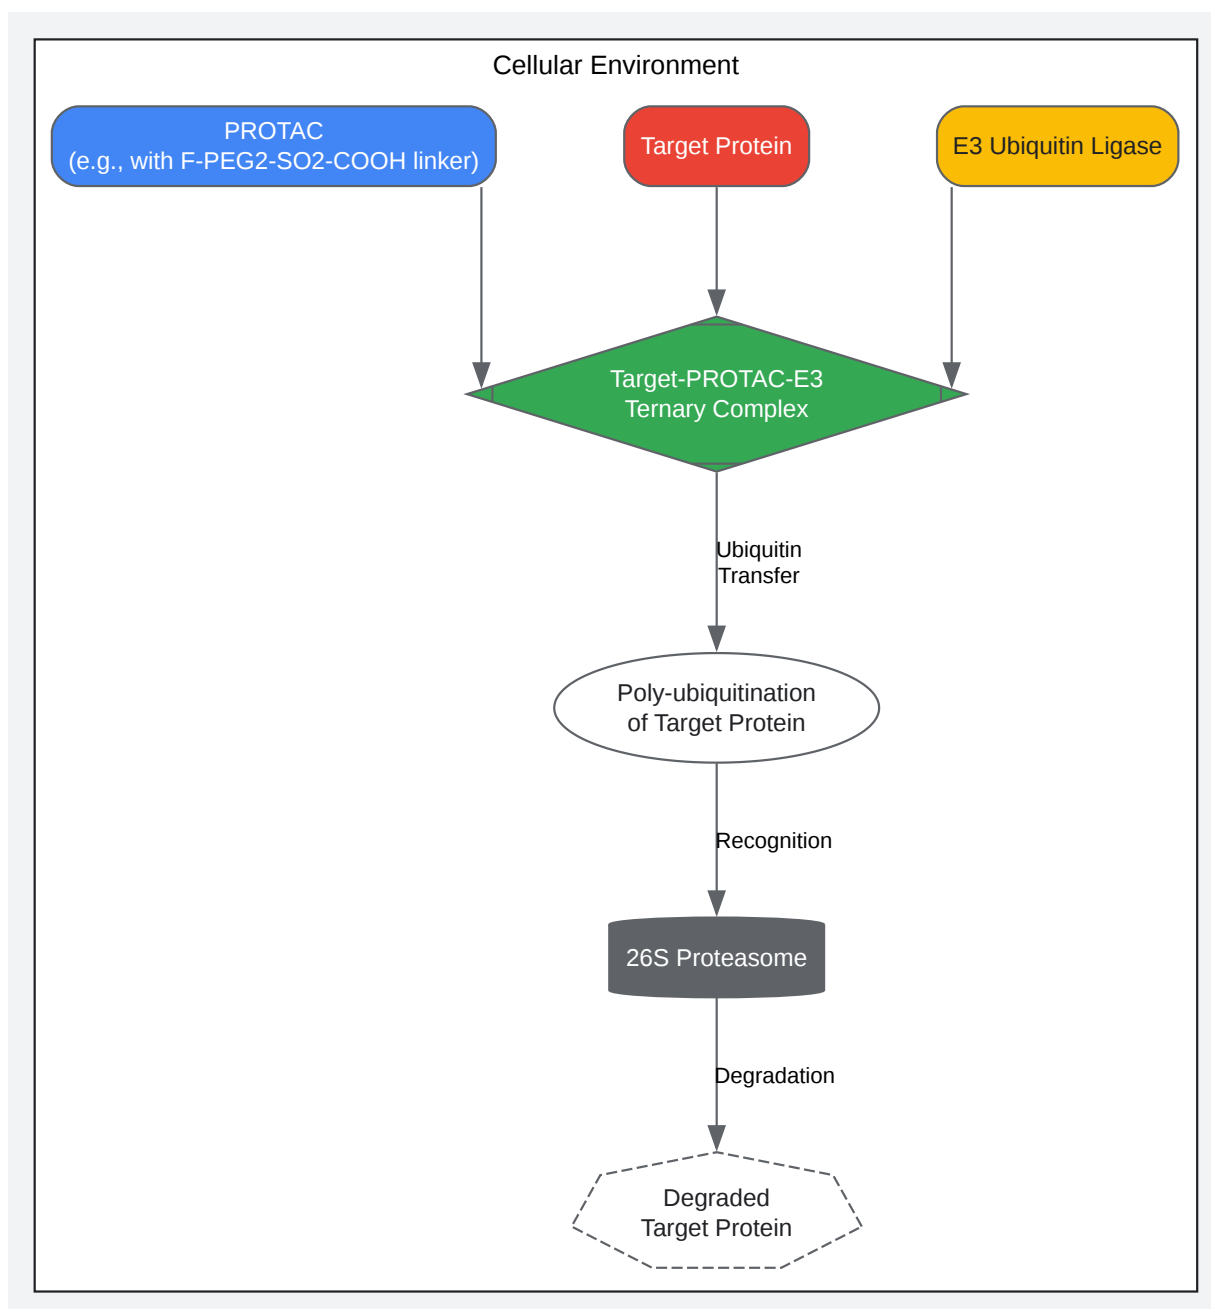 Cellular Environment
PROTAC
(e.g., with F-PEG2-SO2-COOH linker)
Target Protein
E3 Ubiquitin Ligase
Target-PROTAC-E3
Ternary Complex
Ubiquitin
Transfer
Poly-ubiquitination
of Target Protein
Recognition
26S Proteasome
Degradation
Degraded
Target Protein